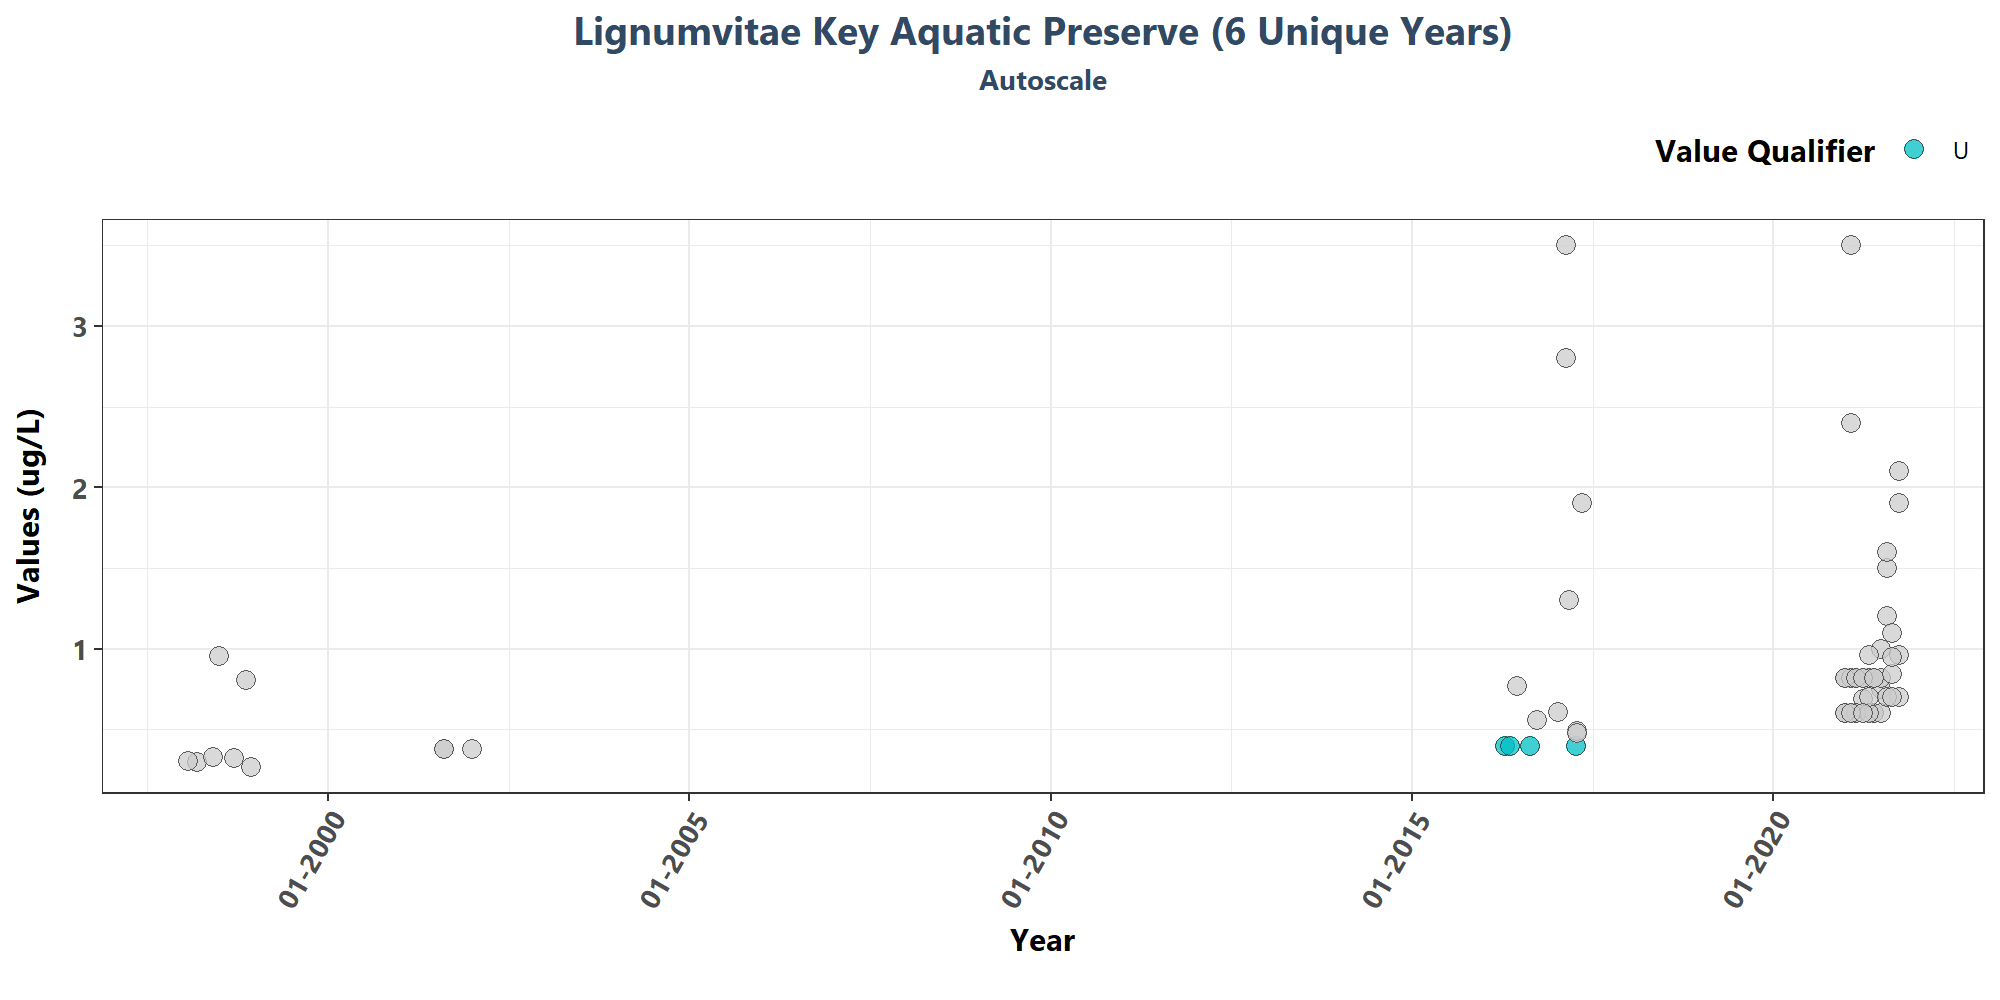 Lignumvitae Key Aquatic Preserve (6 Unique Years)
Autoscale
Value Qualifier U
Values (ug/L)
3
2
1
01-2000 01-2005 01-2010 01-2015 01-2020
Year